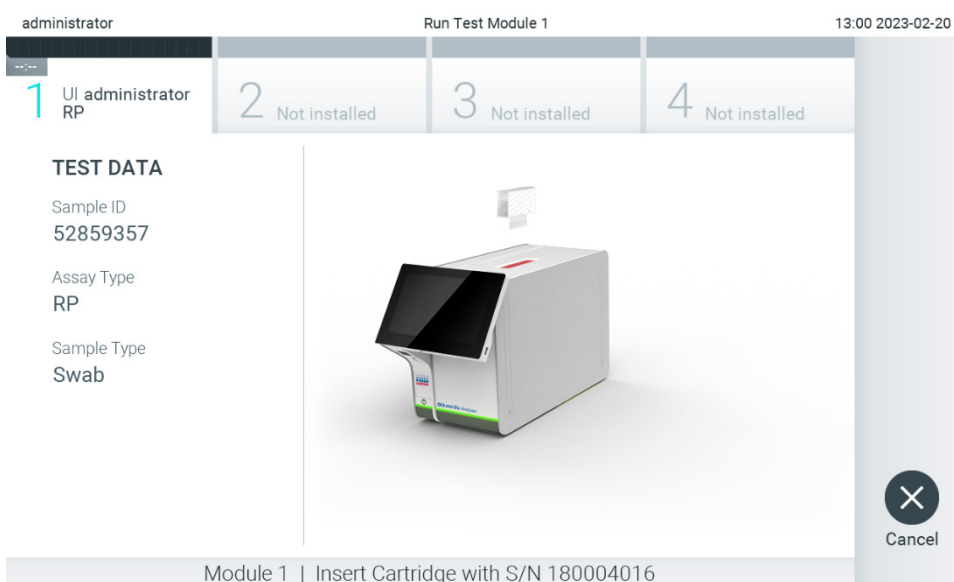 administrator
Run Test Module 1
13:00 2023-02-20
--:--
1
UI administrator
RP
2 Not installed
3 Not installed
4 Not installed
TEST DATA
Sample ID
52859357
Assay Type
RP
Sample Type
Swab
Cancel
Module 1 | Insert Cartridge with S/N 180004016